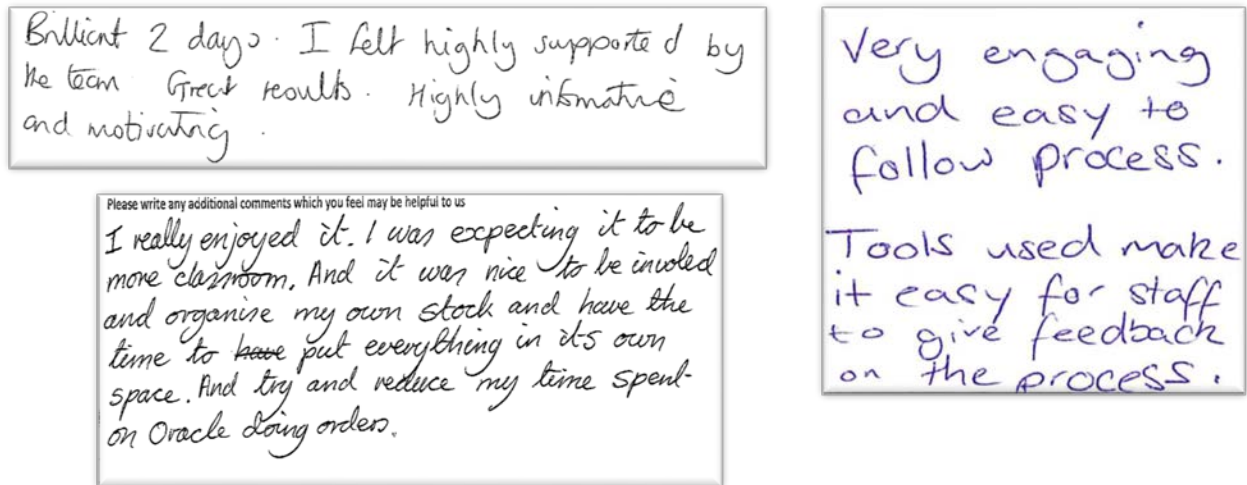 Brilliant 2 days. I felt highly supported by
the team Great results. Highly informative
and motivating.
Please write any additional comments which you feel may be helpful to us
I really enjoyed it. I was expecting it to be
more classroom. And it was nice to be involed
and organise my own stock and have the
time to have put everything in it's own
space. And try and reduce my time spent
on Oracle doing orders.
Very engaging
and easy to
follow process.
Tools used make
it easy for staff
to give feedback
on the process.